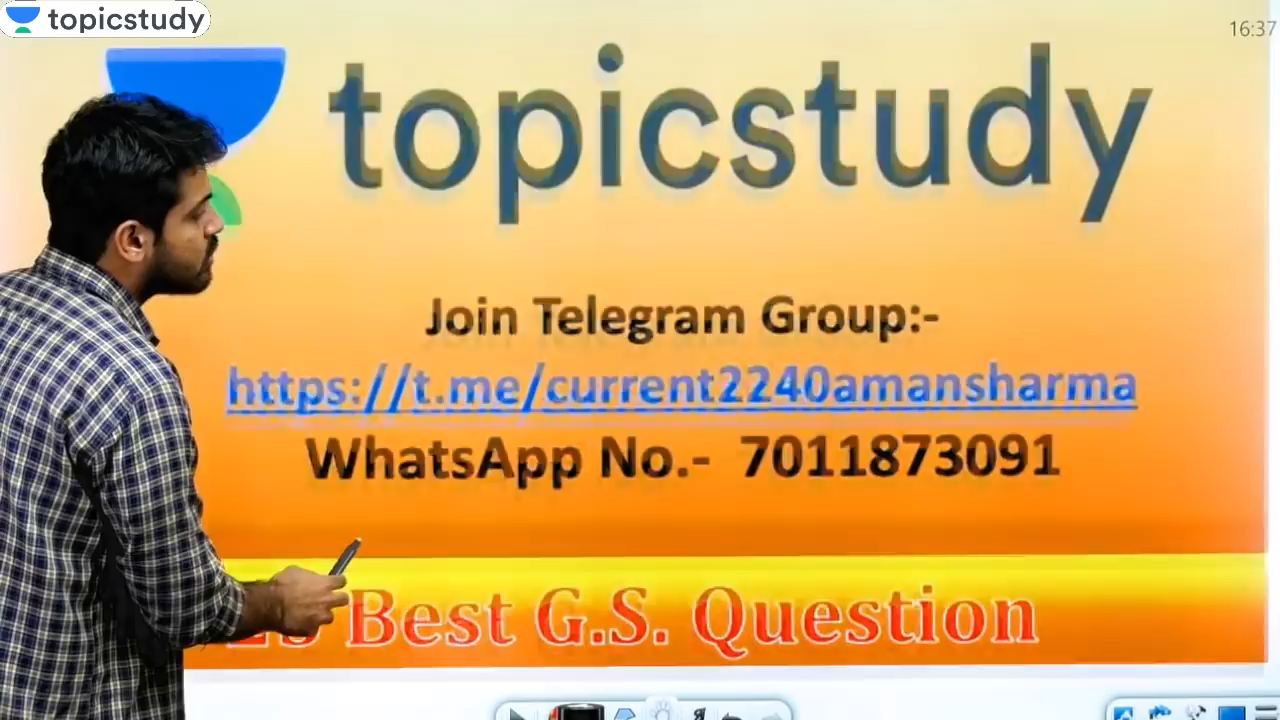 topicstudy
16:37
topicstudy
Join Telegram Group:-
https://t.me/current2240amansharma
WhatsApp No.- 7011873091
Best G.S. Question